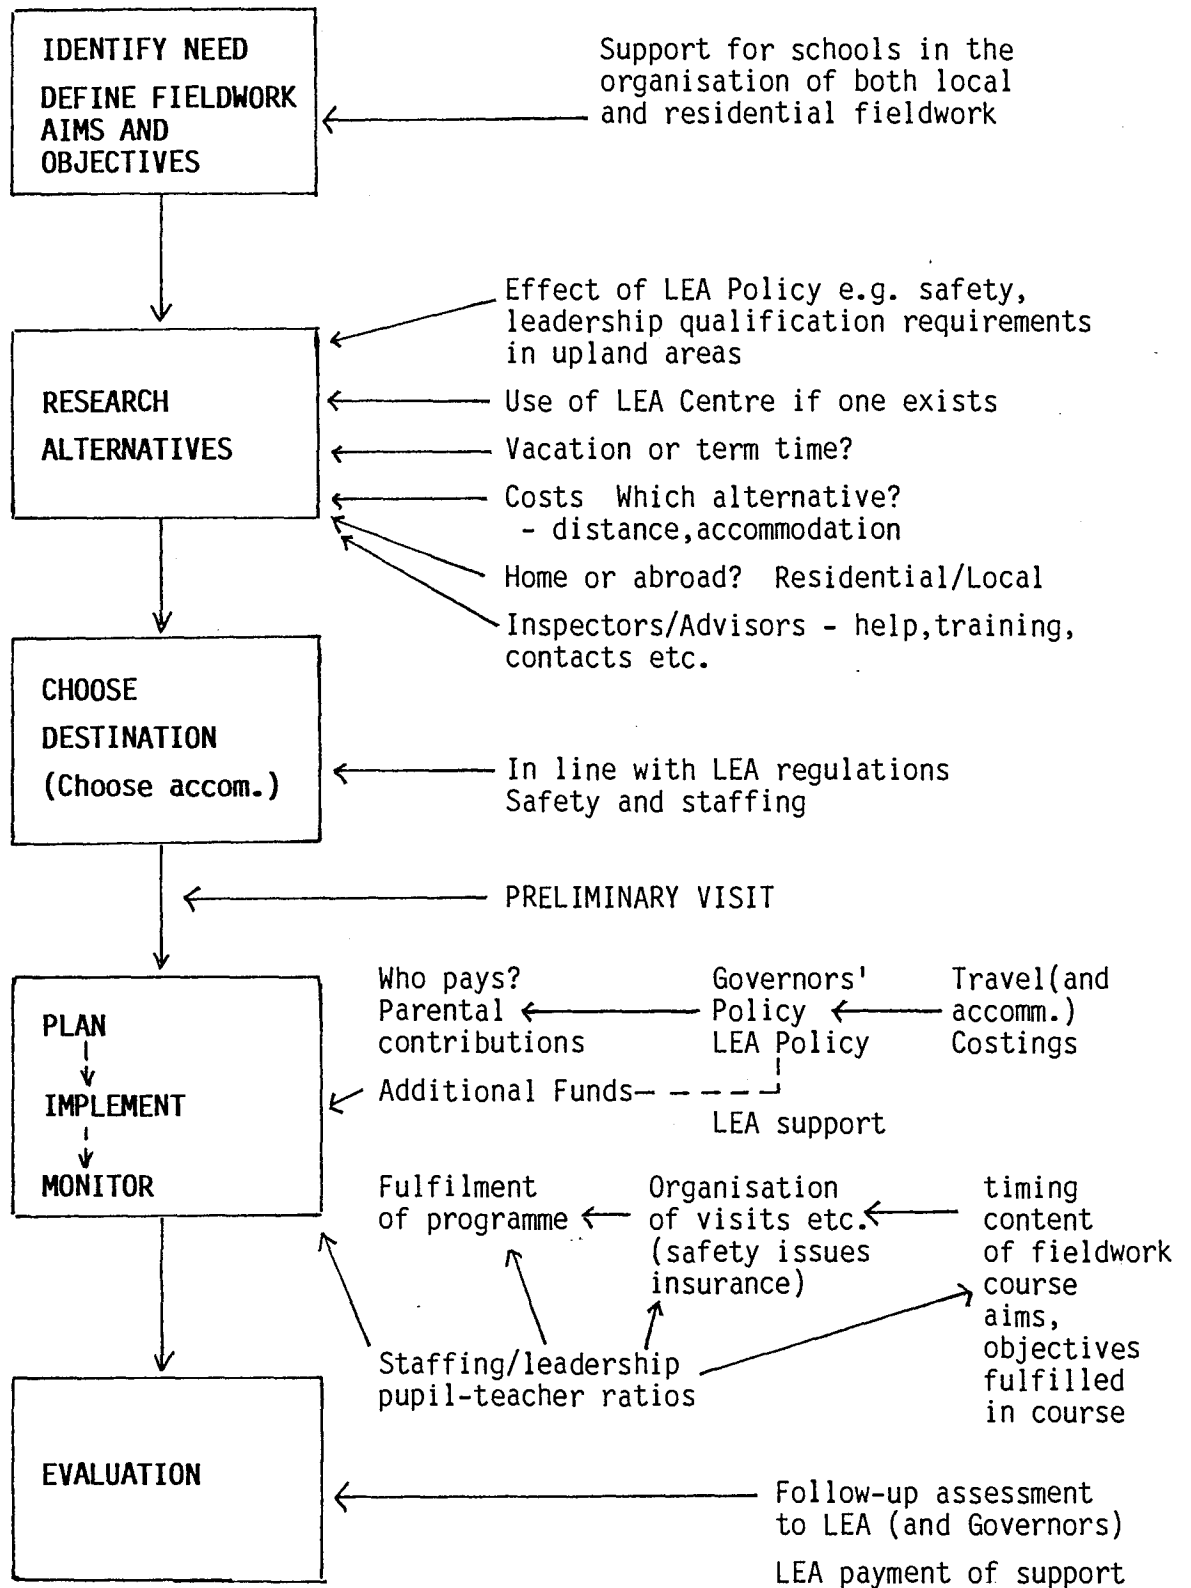 IDENTIFY NEED
DEFINE FIELDWORK
AIMS AND
OBJECTIVES
Support for schools in the
organisation of both local
and residential fieldwork
RESEARCH
ALTERNATIVES
Effect of LEA Policy e.g. safety,
leadership qualification requirements
in upland areas
Use of LEA Centre if one exists
Vacation or term time?
Costs Which alternative?
- distance,accommodation
Home or abroad? Residential/Local
Inspectors/Advisors - help,training,
contacts etc.
CHOOSE
DESTINATION
(Choose accom.)
In line with LEA regulations
Safety and staffing
PRELIMINARY VISIT
PLAN
IMPLEMENT
MONITOR
Who pays?
Parental
contributions
Governors'
Policy
LEA Policy
Travel(and
accomm.)
Costings
Additional Funds
LEA support
Fulfilment
of programme
Organisation
of visits etc.
(safety issues
insurance)
timing
content
of fieldwork
course
aims,
objectives
fulfilled
in course
Staffing/leadership
pupil-teacher ratios
EVALUATION
Follow-up assessment
to LEA (and Governors)
LEA payment of support